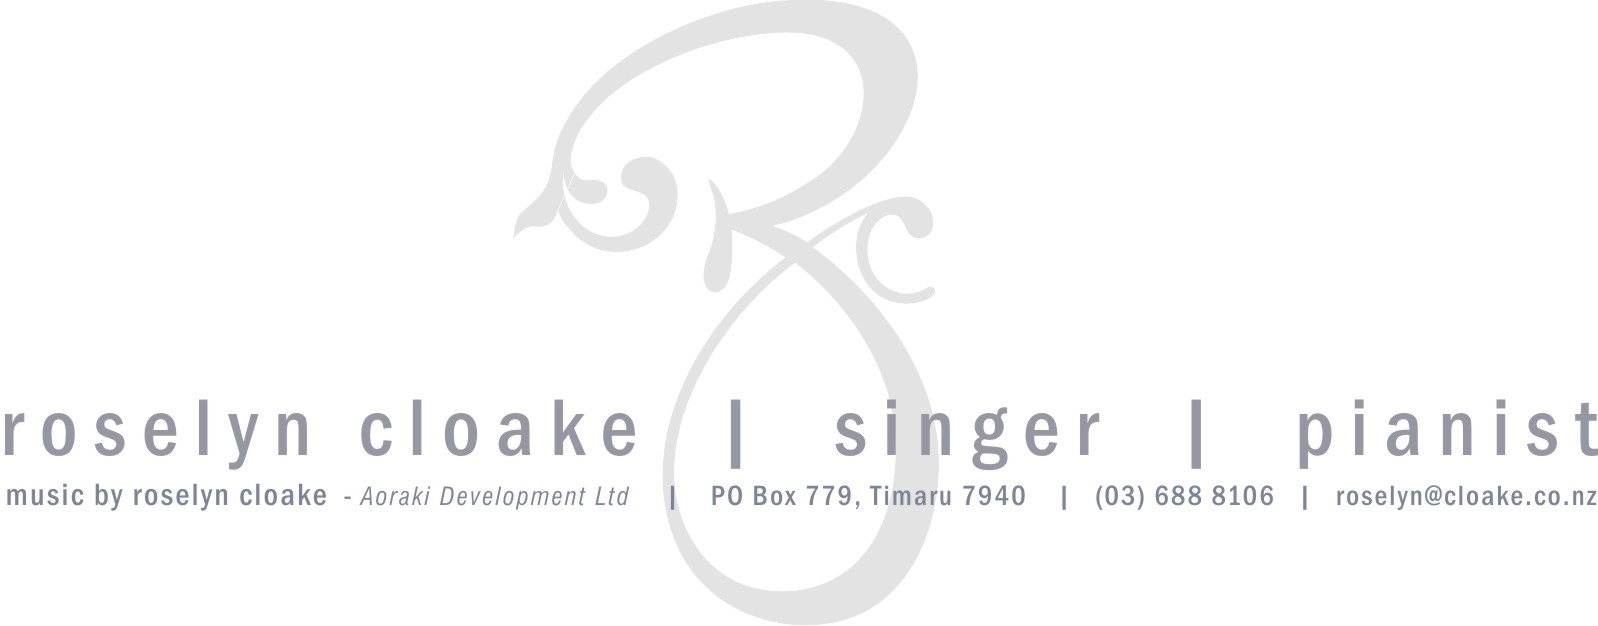 RC
roselyn cloake | singer | pianist
music by roselyn cloake - Aoraki Development Ltd | PO Box 779, Timaru 7940 | (03) 688 8106 | roselyn@cloake.co.nz